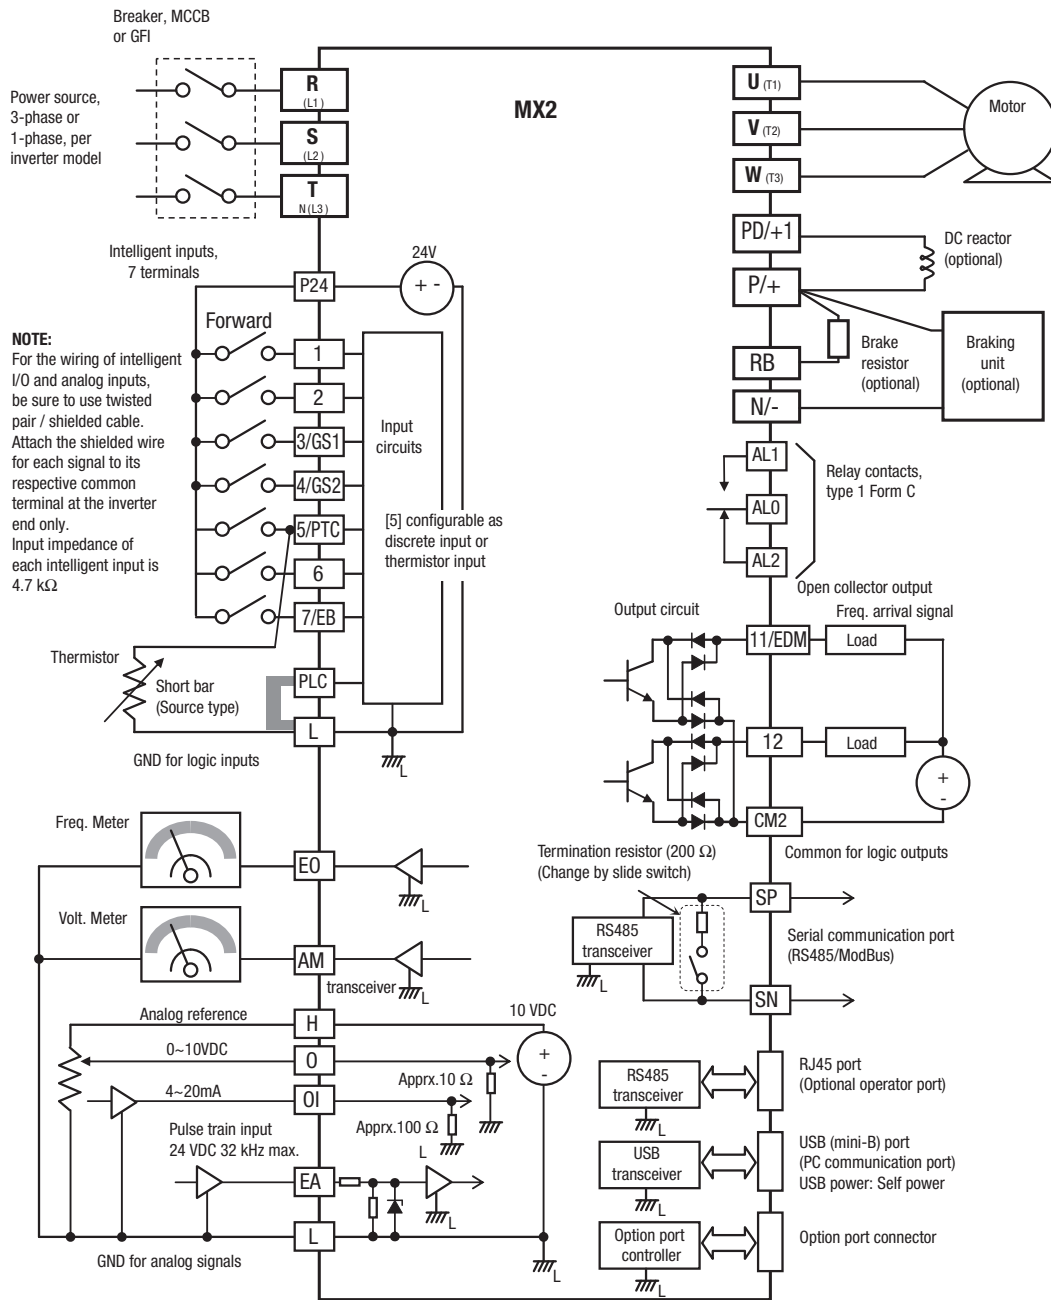 Breaker, MCCB
or GFI
Power source,
3-phase or
1-phase, per
inverter model
R
(L1)
S
(L2)
T
N(L3)
MX2
U (T1)
V (T2)
W (T3)
Motor
PD/+1
P/+
DC reactor
(optional)
RB
Brake
resistor
(optional)
Braking
unit
(optional)
N/-
Intelligent inputs,
7 terminals
24V
P24
+ -
Forward
NOTE:
For the wiring of intelligent
I/O and analog inputs,
be sure to use twisted
pair / shielded cable.
Attach the shielded wire
for each signal to its
respective common
terminal at the inverter
end only.
Input impedance of
each intelligent input is
4.7 kΩ
1
2
3/GS1
4/GS2
5/PTC
6
7/EB
PLC
L
Input
circuits
[5] configurable as
discrete input or
thermistor input
Thermistor
Short bar
(Source type)
GND for logic inputs
L
AL1
AL0
AL2
Relay contacts,
type 1 Form C
Open collector output
Output circuit
Freq. arrival signal
11/EDM
Load
12
Load
+
-
CM2
Common for logic outputs
Termination resistor (200 Ω)
(Change by slide switch)
RS485
transceiver
L
SP
SN
Serial communication port
(RS485/ModBus)
Freq. Meter
EO
L
Volt. Meter
AM
transceiver
L
Analog reference
H
10 VDC
+
-
0~10VDC
O
Apprx.10 Ω
4~20mA
OI
Apprx.100 Ω
Pulse train input
24 VDC 32 kHz max.
L
EA
L
L
GND for analog signals
L
RS485
transceiver
L
RJ45 port
(Optional operator port)
USB
transceiver
L
USB (mini-B) port
(PC communication port)
USB power: Self power
Option port
controller
L
Option port connector